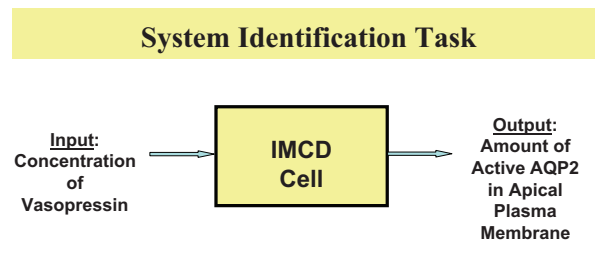 System Identification Task
Input:
Concentration
of
Vasopressin
IMCD
Cell
Output:
Amount of
Active AQP2
in Apical
Plasma
Membrane